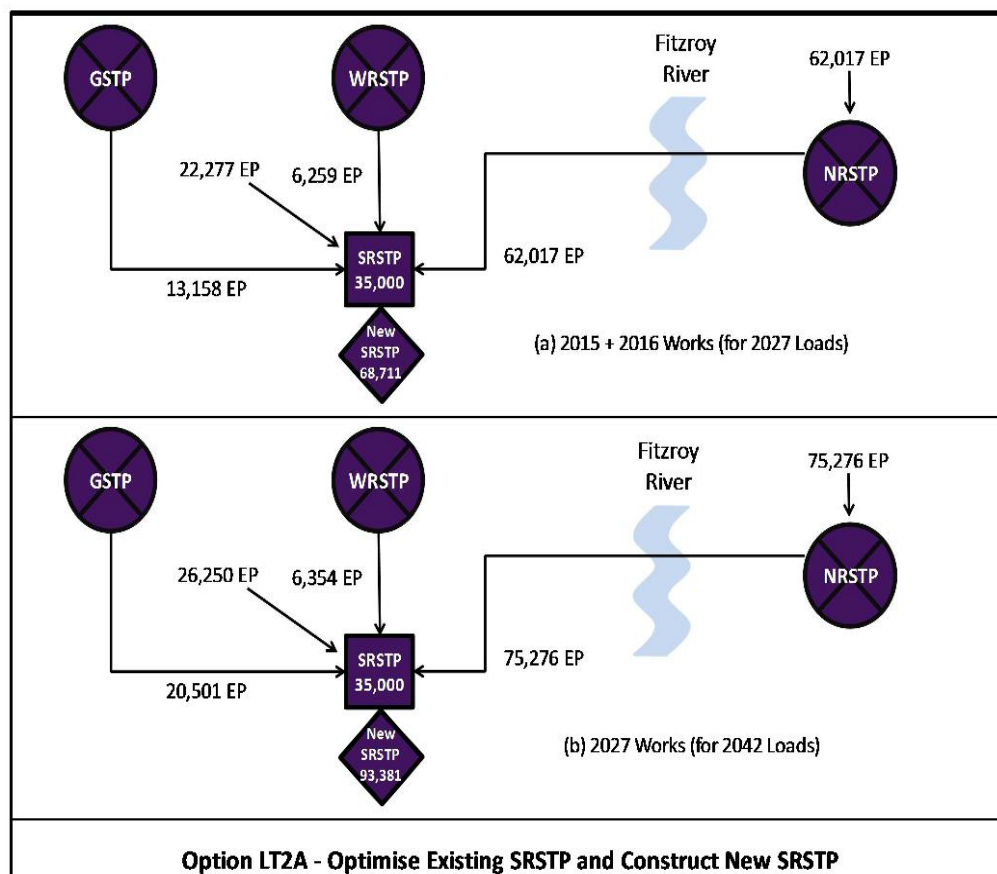 GSTP
WRSTP
Fitzroy
River
62,017 EP
NRSTP
22,277 EP
6,259 EP
SRSTP
35,000
62,017 EP
13,158 EP
New
SRSTP
68,711
(a) 2015 + 2016 Works (for 2027 Loads)
GSTP
WRSTP
Fitzroy
River
75,276 EP
NRSTP
26,250 EP
6,354 EP
SRSTP
35,000
75,276 EP
20,501 EP
New
SRSTP
93,381
(b) 2027 Works (for 2042 Loads)
Option LT2A - Optimise Existing SRSTP and Construct New SRSTP